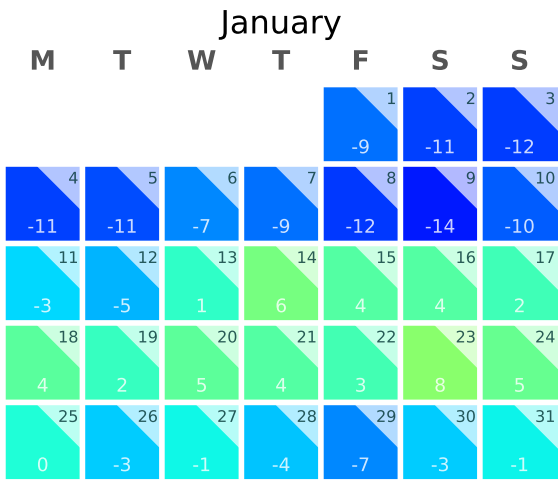 January
M T W T F S S
1 2 3
-9 -11 -12
4 5 6 7 8 9 10
-11 -11 -7 -9 -12 -14 -10
11 12 13 14 15 16 17
-3 -5 1 6 4 4 2
18 19 20 21 22 23 24
4 2 5 4 3 8 5
25 26 27 28 29 30 31
0 -3 -1 -4 -7 -3 -1